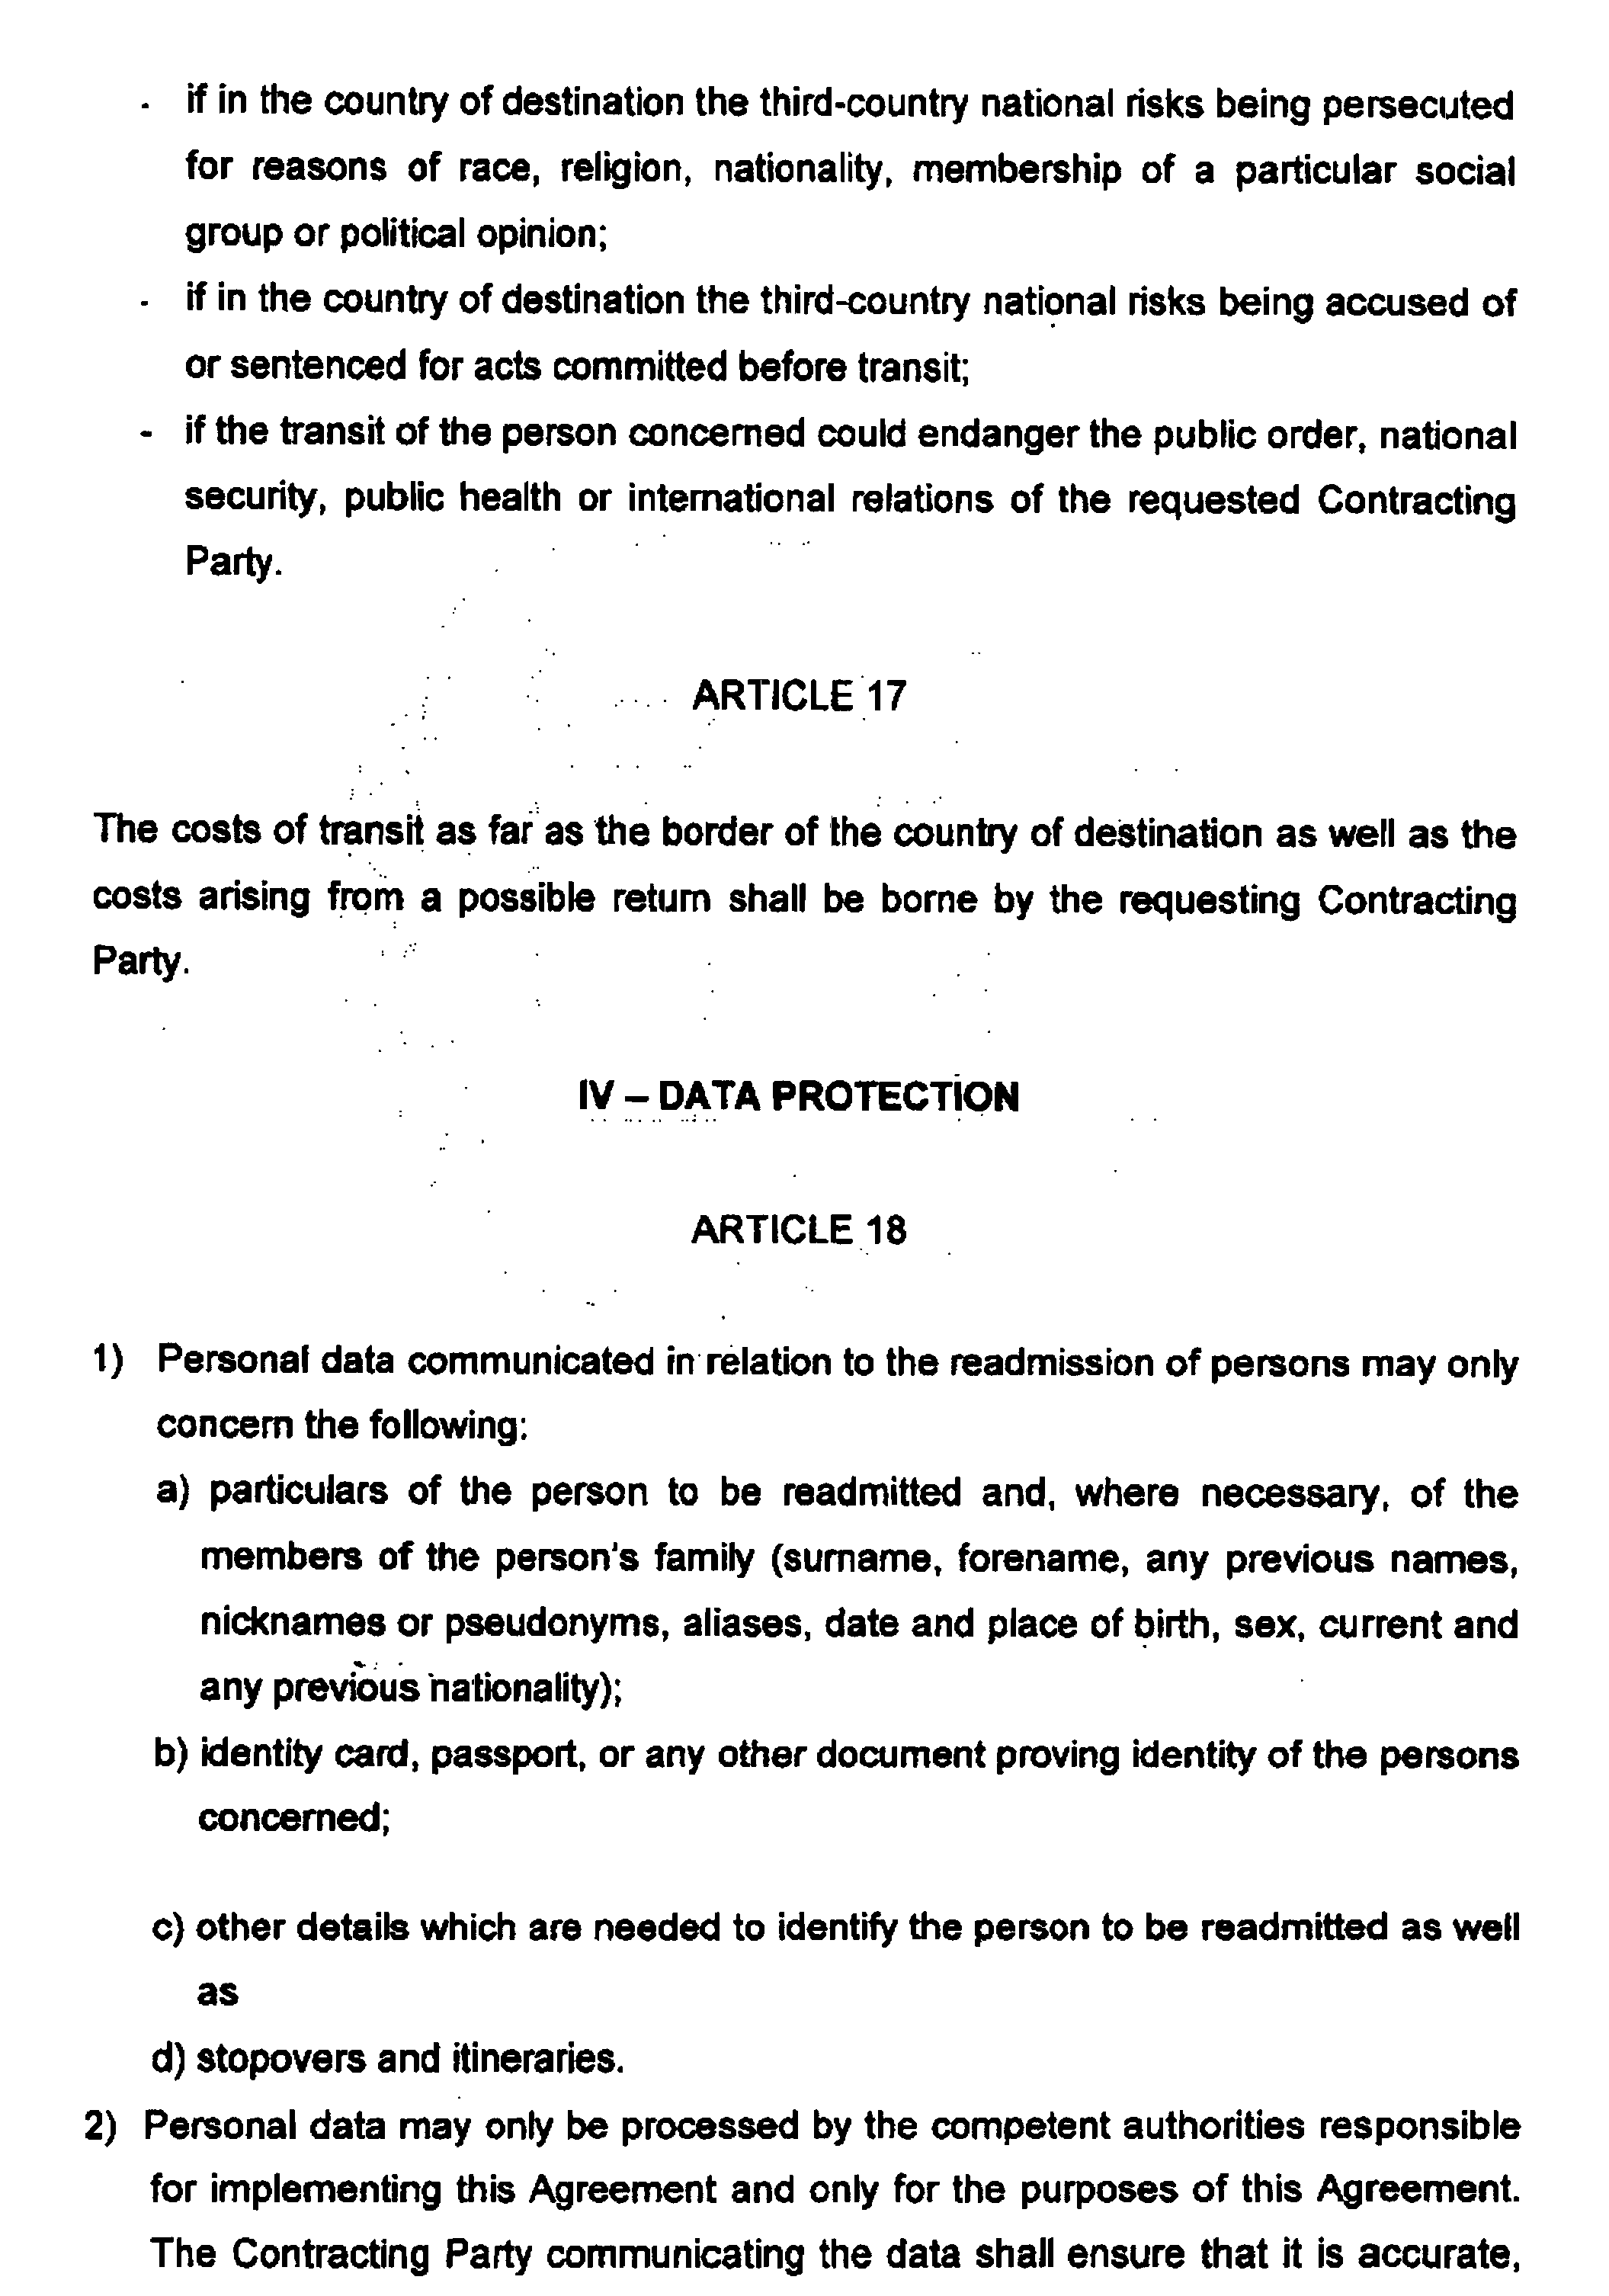 - if in the country of destination the third-country national risks being persecuted
for reasons of race, religion, nationality, membership of a particular social
group or political opinion;
- if in the country of destination the third-country national risks being accused of
or sentenced for acts committed before transit;
- if the transit of the person concerned could endanger the public order, national
security, public health or international relations of the requested Contracting
Party.
ARTICLE 17
The costs of transit as far as the border of the country of destination as well as the
costs arising from a possible return shall be borne by the requesting Contracting
Party.
IV – DATA PROTECTION
ARTICLE 18
1) Personal data communicated in relation to the readmission of persons may only
concern the following:
a) particulars of the person to be readmitted and, where necessary, of the
members of the person's family (surname, forename, any previous names,
nicknames or pseudonyms, aliases, date and place of birth, sex, current and
any previous nationality);
b) identity card, passport, or any other document proving identity of the persons
concerned;
c) other details which are needed to identify the person to be readmitted as well
as
d) stopovers and itineraries.
2) Personal data may only be processed by the competent authorities responsible
for implementing this Agreement and only for the purposes of this Agreement.
The Contracting Party communicating the data shall ensure that it is accurate,